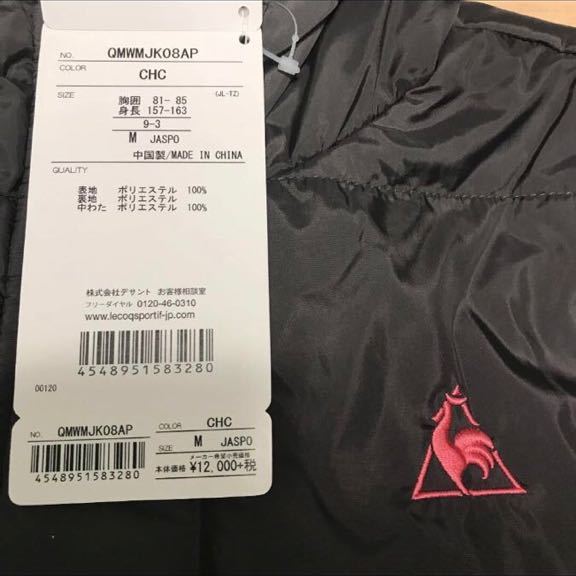 NO. QMWMJK08AP
COLOR CHC
SIZE (JL-TZ)
胸囲 81- 85
身長 157-163
9-3
M JASPO
中国製/MADE IN CHINA
QUALITY
表地 ポリエステル 100%
裏地 ポリエステル
中わた ポリエステル 100%
株式会社デサント お客様相談室
フリーダイヤル 0120-46-0310
www.lecoqsportif-jp.com
4548951583280
00120
NO. QMWMJK08AP
COLOR CHC
SIZE M JASPO
メーカー希望小売価格
本体価格 ¥12,000+税
4548951583280